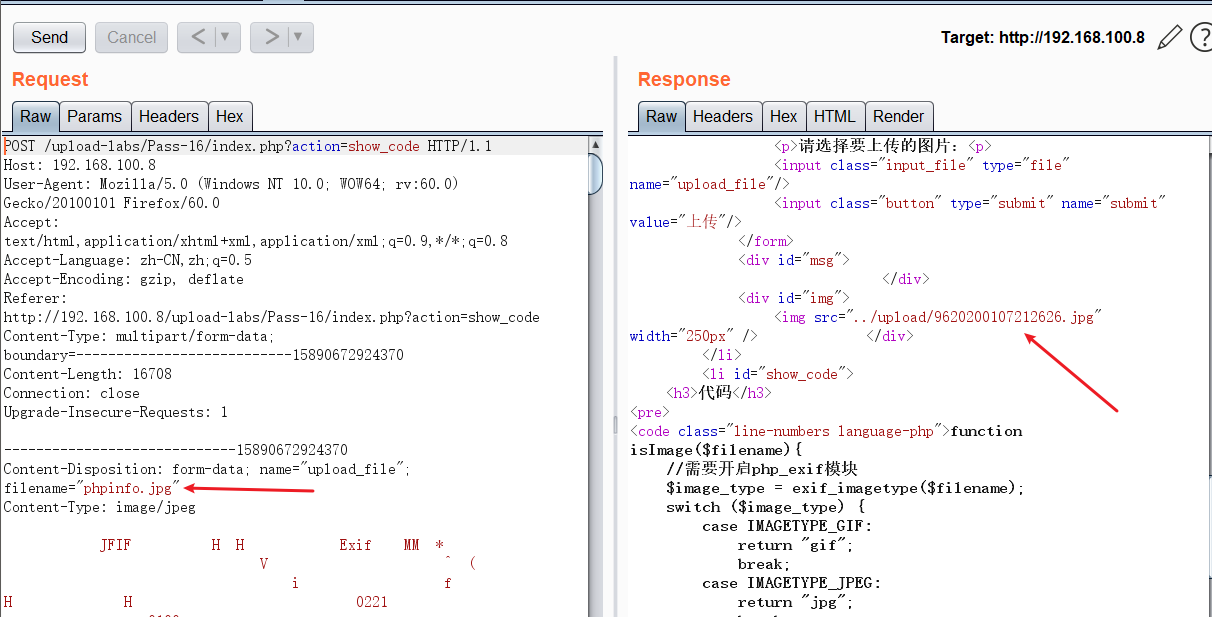 Send Cancel < ▼ > ▼ Target: http://192.168.100.8 ?
Request
Raw Params Headers Hex
POST /upload-labs/Pass-16/index.php?action=show_code HTTP/1.1
Host: 192.168.100.8
User-Agent: Mozilla/5.0 (Windows NT 10.0; WOW64; rv:60.0)
Gecko/20100101 Firefox/60.0
Accept:
text/html,application/xhtml+xml,application/xml;q=0.9,*/*;q=0.8
Accept-Language: zh-CN,zh;q=0.5
Accept-Encoding: gzip, deflate
Referer:
http://192.168.100.8/upload-labs/Pass-16/index.php?action=show_code
Content-Type: multipart/form-data;
boundary=---------------------------15890672924370
Content-Length: 16708
Connection: close
Upgrade-Insecure-Requests: 1
-----------------------------15890672924370
Content-Disposition: form-data; name="upload_file";
filename="phpinfo.jpg"
Content-Type: image/jpeg
JFIF H H Exif MM *
V ^ (
i f
H H 0221
Response
Raw Headers Hex HTML Render
<p>请选择要上传的图片：<p>
<input class="input_file" type="file"
name="upload_file"/>
<input class="button" type="submit" name="submit"
value="上传"/>
</form>
<div id="msg">
</div>
<div id="img">
<img src="../upload/9620200107212626.jpg"
width="250px" /> </div>
</li>
<li id="show_code">
<h3>代码</h3>
<pre>
<code class="line-numbers language-php">function
isImage($filename){
//需要开启php_exif模块
$image_type = exif_imagetype($filename);
switch ($image_type) {
case IMAGETYPE_GIF:
return "gif";
break;
case IMAGETYPE_JPEG:
return "jpg";